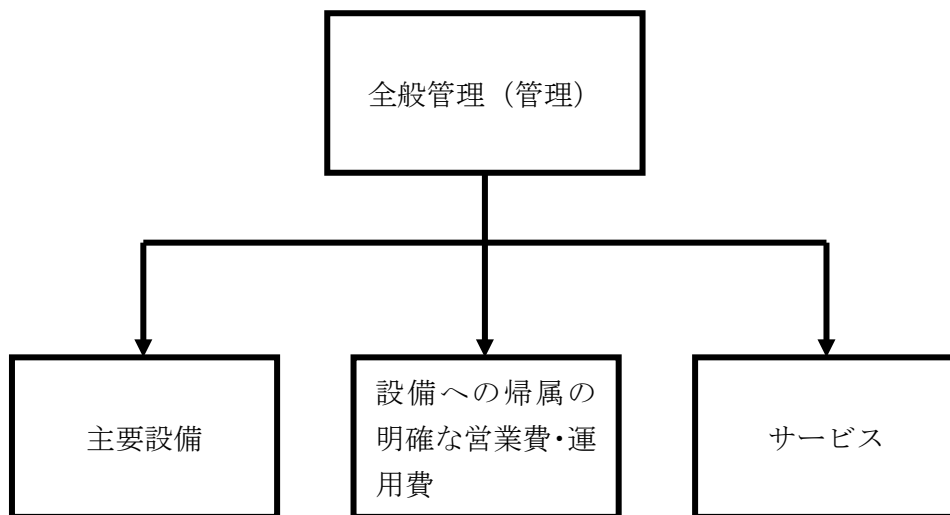 全般管理（管理）
主要設備
設備への帰属の
明確な営業費･運
用費
サービス